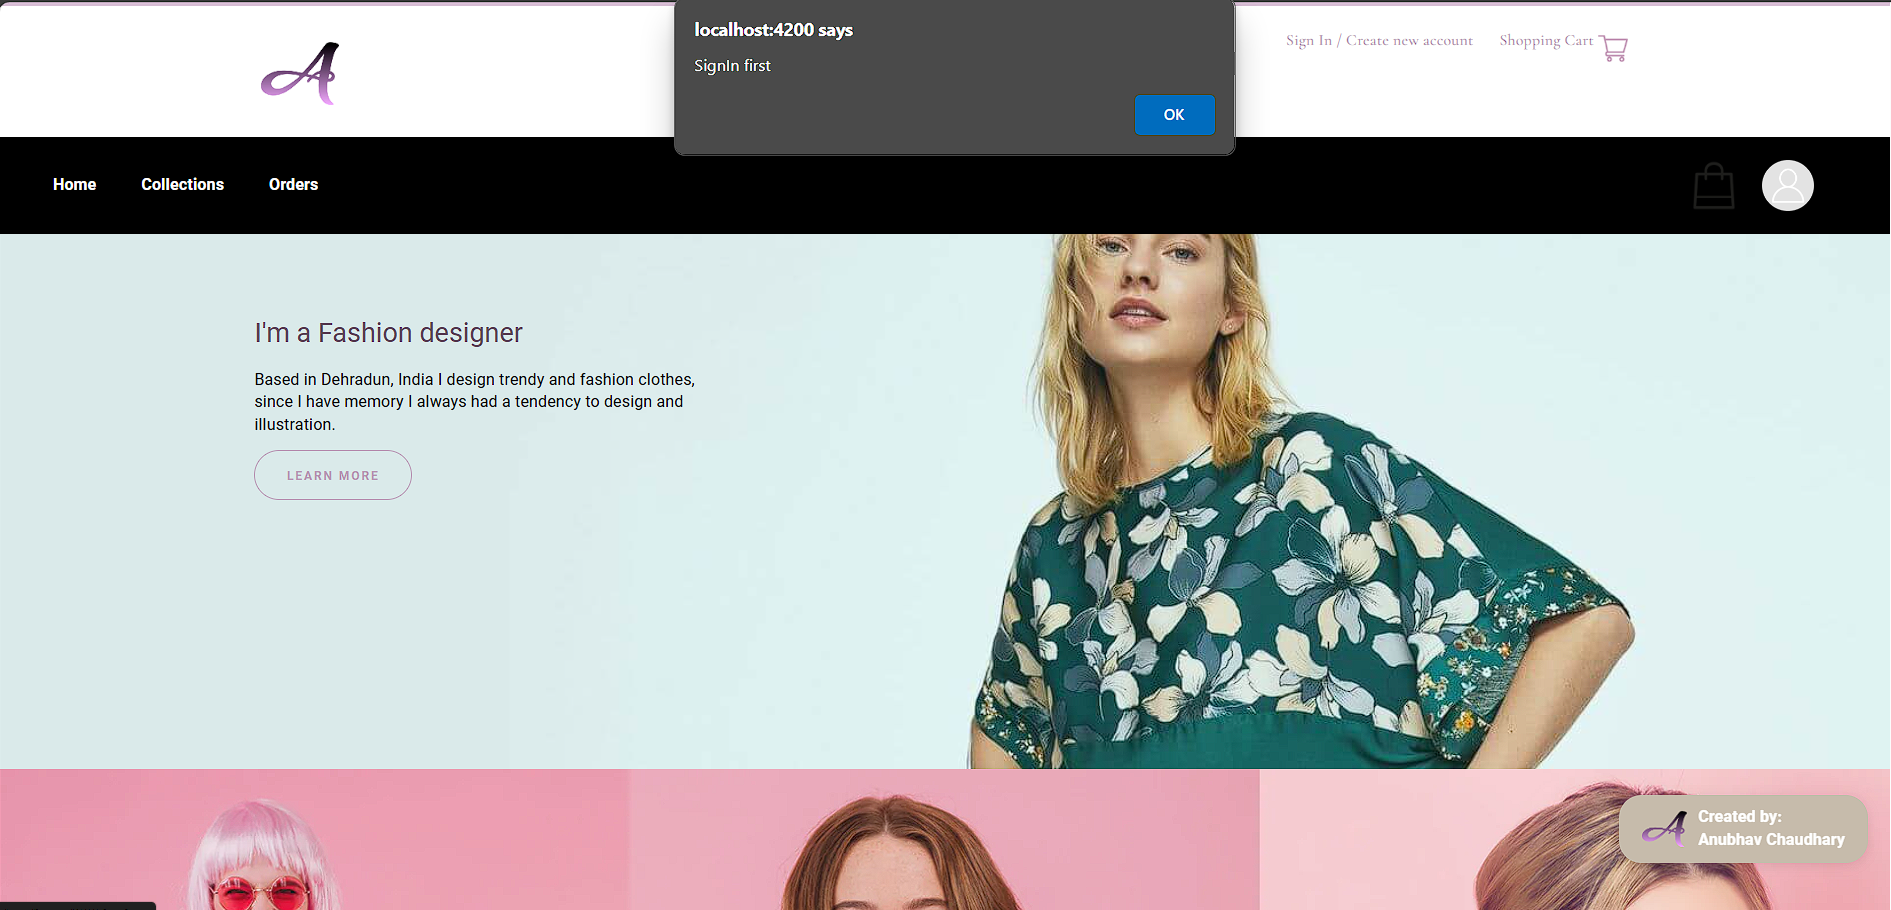 localhost:4200 says
SignIn first
OK
Sign In / Create new account
Shopping Cart
Home
Collections
Orders
I'm a Fashion designer
Based in Dehradun, India I design trendy and fashion clothes,
since I have memory I always had a tendency to design and
illustration.
LEARN MORE
Created by:
Anubhav Chaudhary